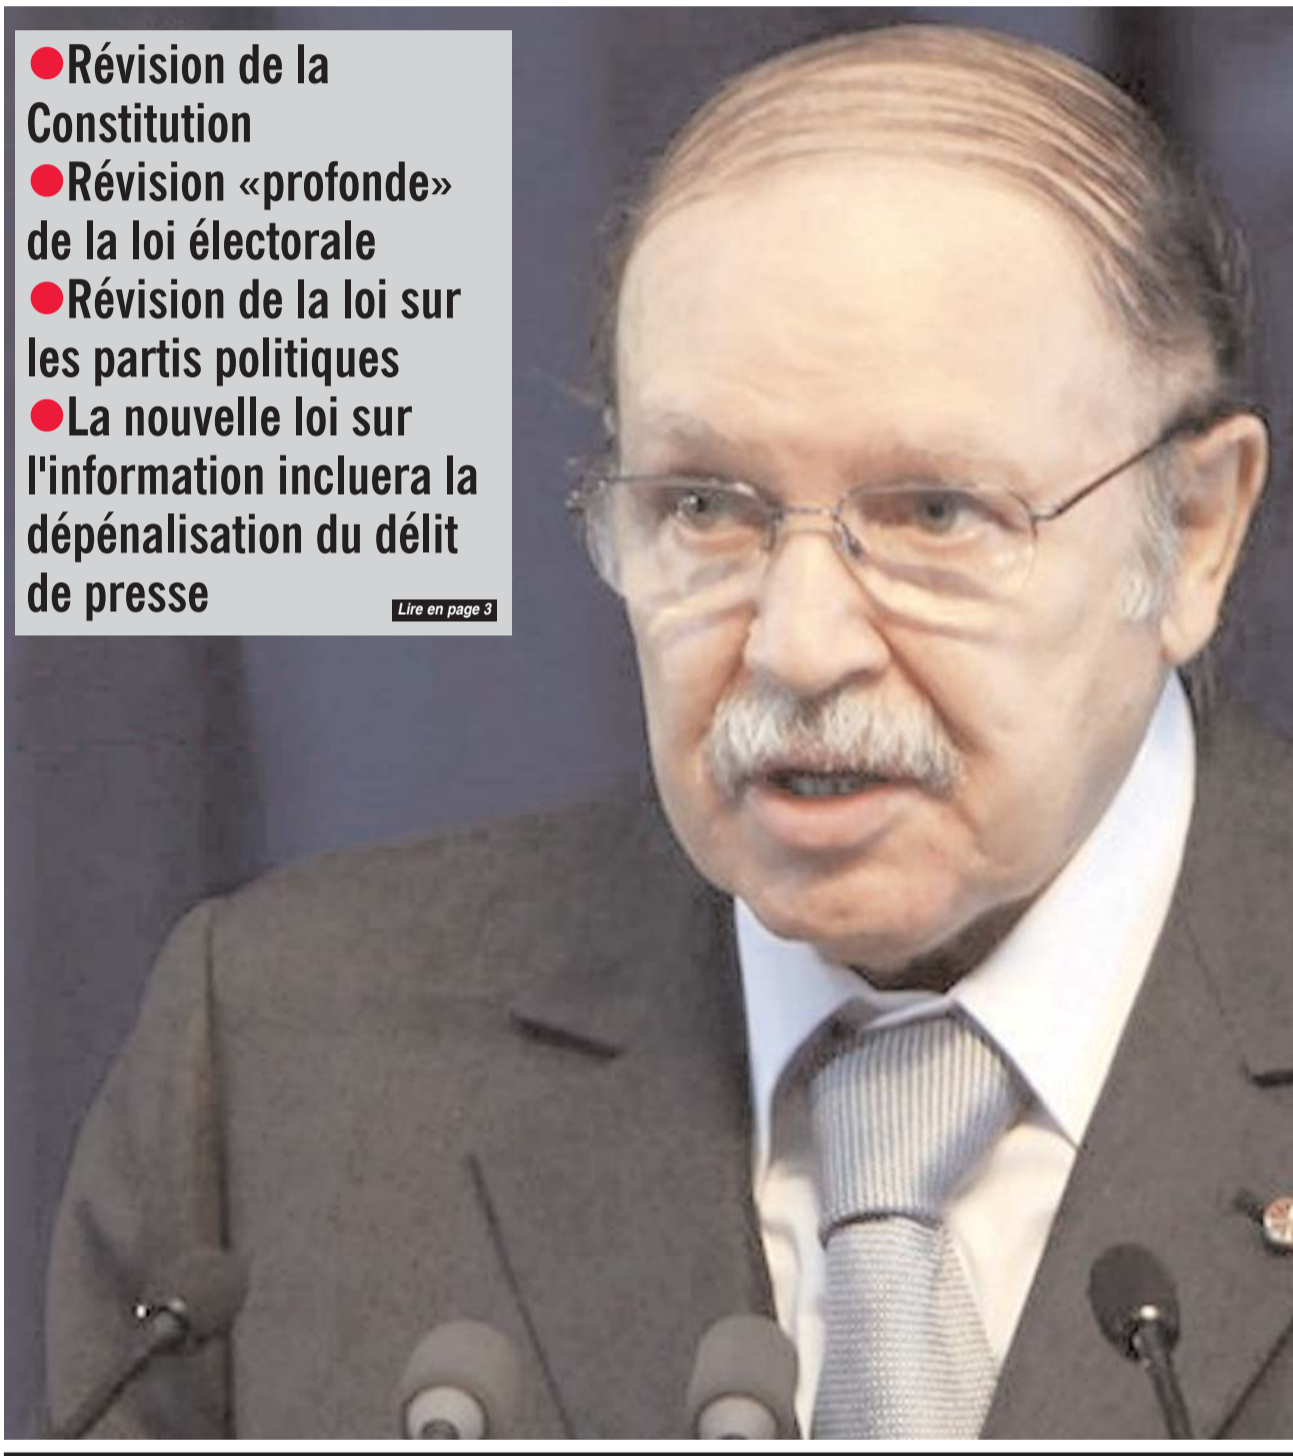 ●Révision de la
Constitution
●Révision «profonde»
de la loi électorale
●Révision de la loi sur
les partis politiques
●La nouvelle loi sur
l'information incluera la
dépénalisation du délit
de presse
Lire en page 3